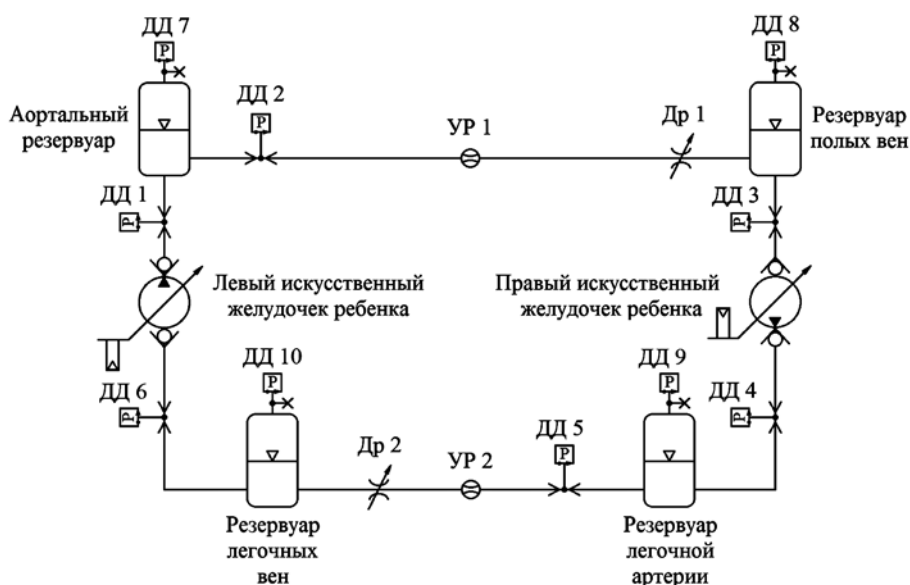 ДД 7
P
ДД 8
P
Аортальный
резервуар
ДД 2
P
УР 1
Др 1
Резервуар
полых вен
ДД 1
P
ДД 3
P
Левый искусственный
желудочек ребенка
Правый искусственный
желудочек ребенка
ДД 10
P
ДД 9
P
ДД 6
P
ДД 4
P
Др 2
УР 2
ДД 5
P
Резервуар
легочных
вен
Резервуар
легочной
артерии